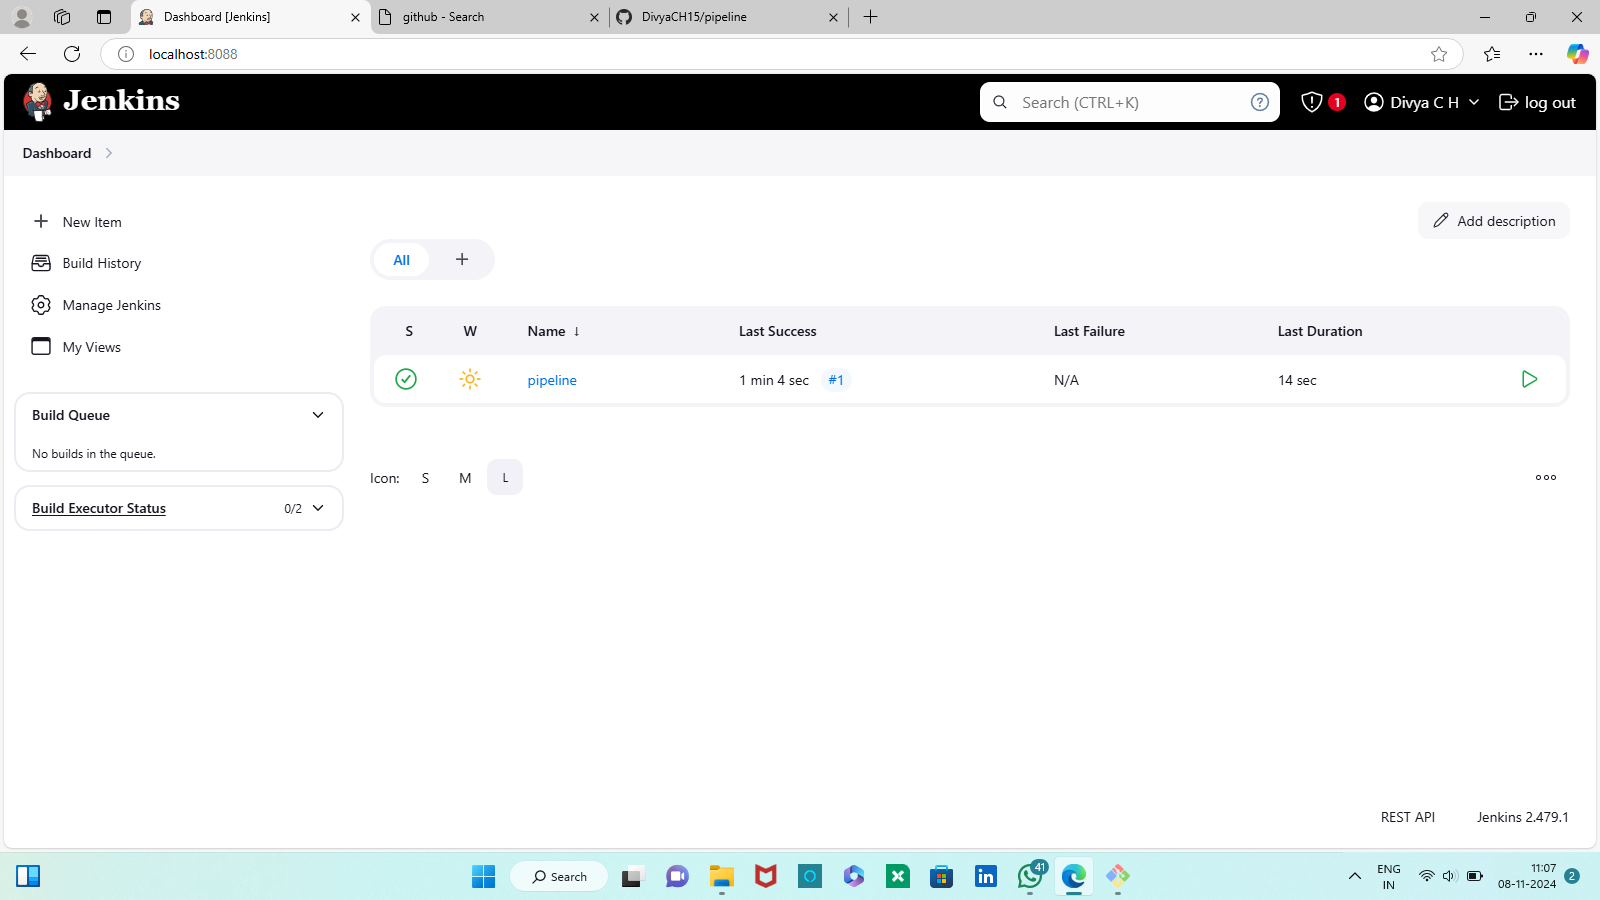 Dashboard [Jenkins]
github - Search
DivyaCH15/pipeline
localhost:8088
Jenkins
Search (CTRL+K)
1
Divya C H
log out
Dashboard
New Item
Build History
Manage Jenkins
My Views
Add description
All
S W Name ↓ Last Success Last Failure Last Duration
pipeline 1 min 4 sec #1 N/A 14 sec
Build Queue
No builds in the queue.
Build Executor Status 0/2
Icon: S M L
REST API Jenkins 2.479.1
Search
41
ENG
IN
11:07
08-11-2024
2